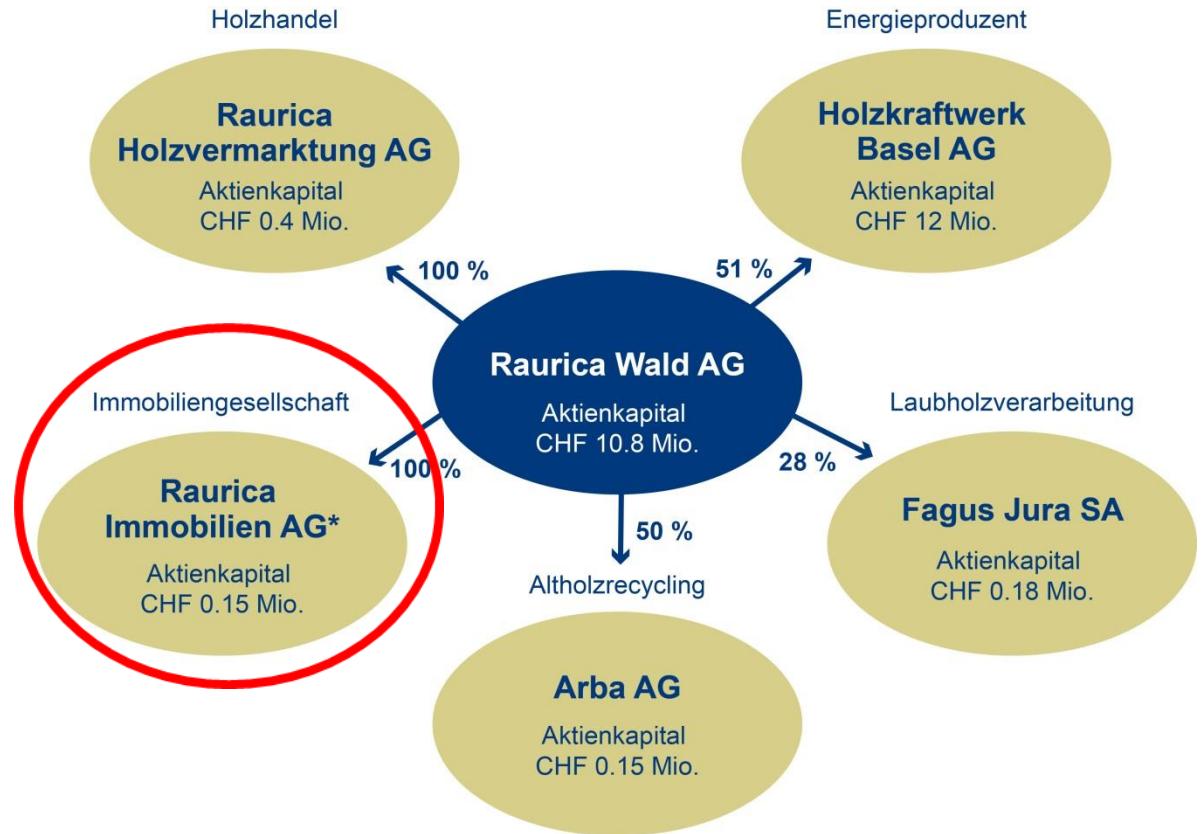 Holzhandel
Raurica
Holzvermarktung AG
Aktienkapital
CHF 0.4 Mio.
Energieproduzent
Holzkraftwerk
Basel AG
Aktienkapital
CHF 12 Mio.
100 %
51 %
Raurica Wald AG
Aktienkapital
CHF 10.8 Mio.
Immobiliengesellschaft
100 %
Raurica
Immobilien AG*
Aktienkapital
CHF 0.15 Mio.
Laubholzverarbeitung
28 %
Fagus Jura SA
Aktienkapital
CHF 0.18 Mio.
50 %
Altholzrecycling
Arba AG
Aktienkapital
CHF 0.15 Mio.